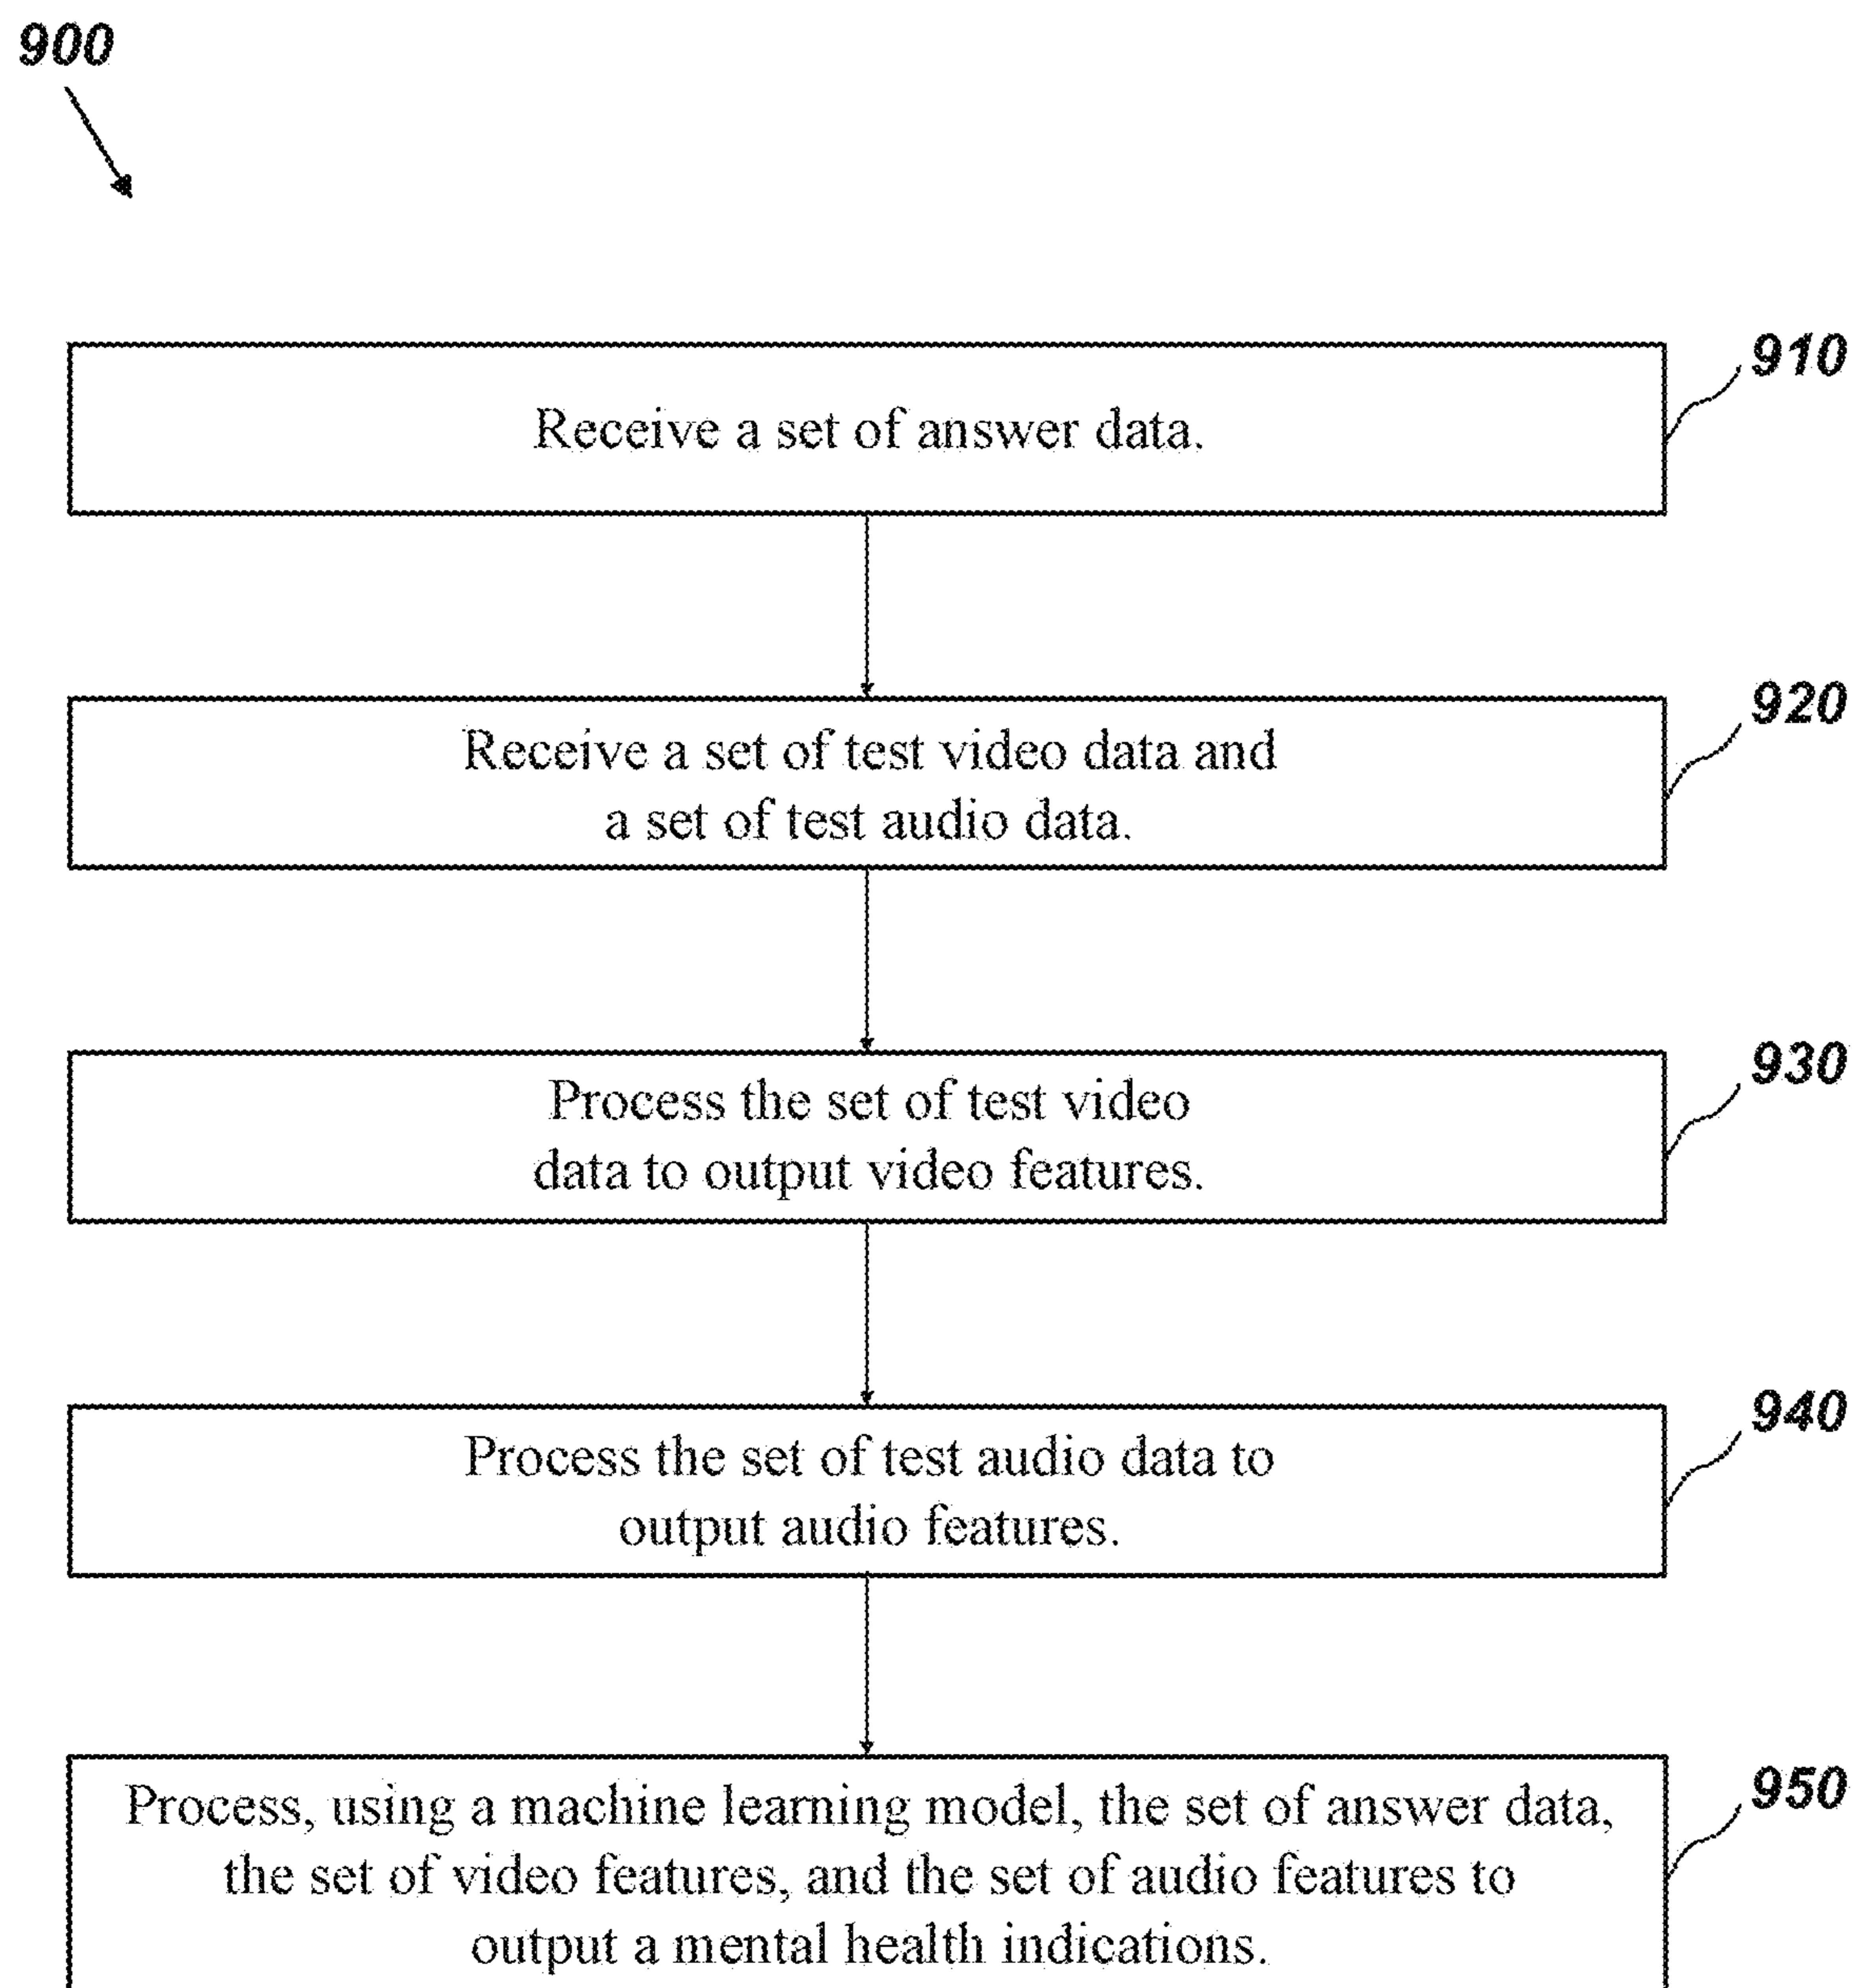 900
910
Receive a set of answer data.
920
Receive a set of test video data and
a set of test audio data.
930
Process the set of test video
data to output video features.
940
Process the set of test audio data to
output audio features.
950
Process, using a machine learning model, the set of answer data,
the set of video features, and the set of audio features to
output a mental health indications.